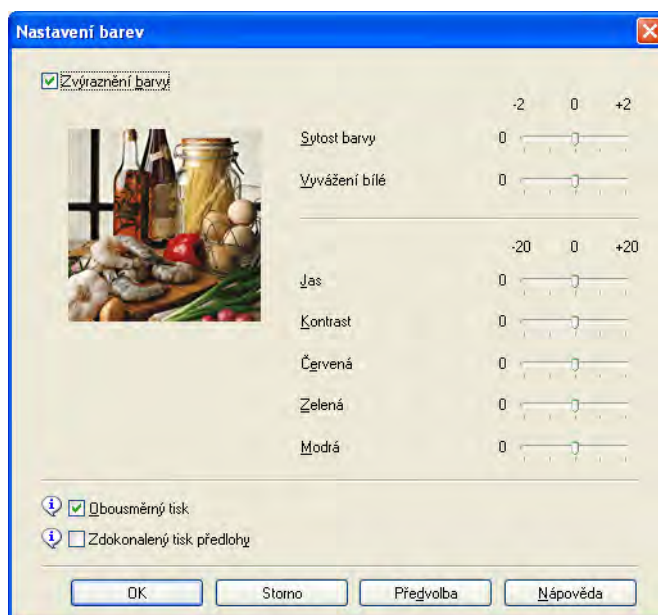 Nastavení barev
Zvýraznění barvy
-2 0 +2
Sytost barvy 0
Vyvážení bílé 0
-20 0 +20
Jas 0
Kontrast 0
Červená 0
Zelená 0
Modrá 0
Obousměrný tisk
Zdokonalený tisk předlohy
OK Storno Předvolba Nápověda